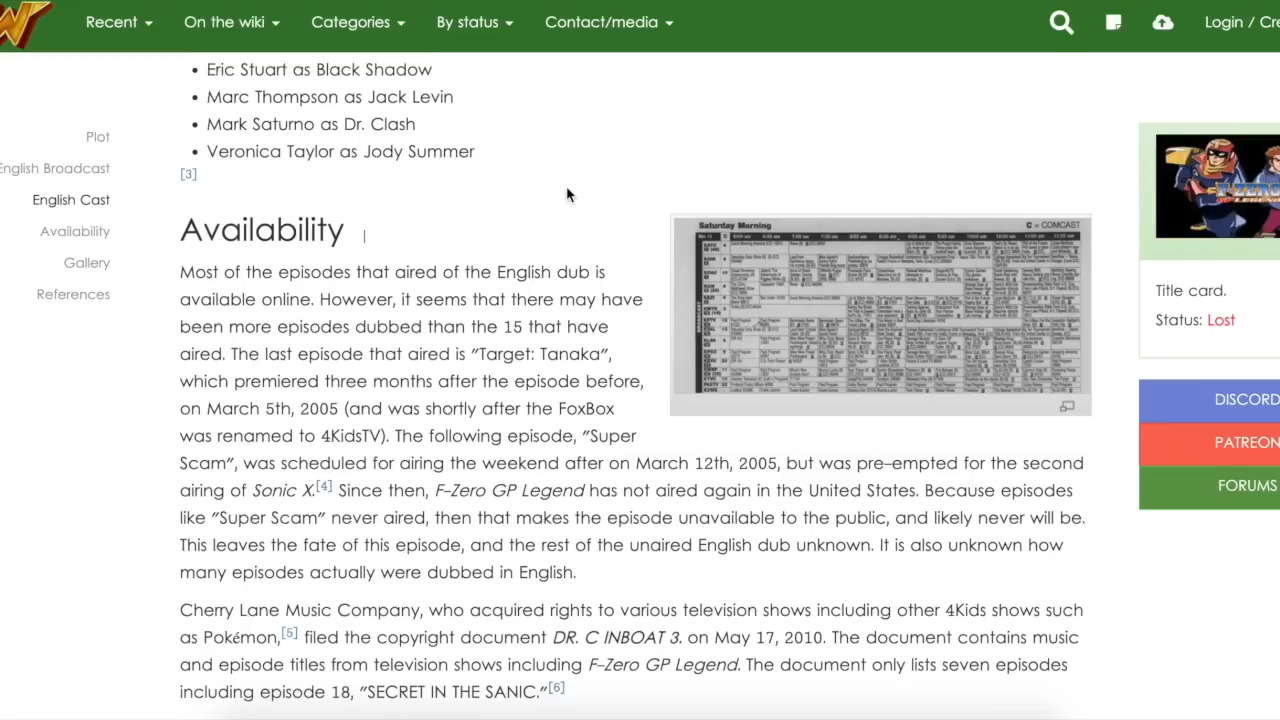 Recent
On the wiki
Categories
By status
Contact/media
Login / Cre
Eric Stuart as Black Shadow
Marc Thompson as Jack Levin
Mark Saturno as Dr. Clash
Veronica Taylor as Jody Summer
[3]
Plot
English Broadcast
English Cast
Availability
Gallery
References
Availability
Most of the episodes that aired of the English dub is
available online. However, it seems that there may have
been more episodes dubbed than the 15 that have
aired. The last episode that aired is "Target: Tanaka",
which premiered three months after the episode before,
on March 5th, 2005 (and was shortly after the FoxBox
was renamed to 4KidsTV). The following episode, "Super
Scam", was scheduled for airing the weekend after on March 12th, 2005, but was pre-empted for the second
airing of Sonic X.[4] Since then, F-Zero GP Legend has not aired again in the United States. Because episodes
like "Super Scam" never aired, then that makes the episode unavailable to the public, and likely never will be.
This leaves the fate of this episode, and the rest of the unaired English dub unknown. It is also unknown how
many episodes actually were dubbed in English.
Cherry Lane Music Company, who acquired rights to various television shows including other 4Kids shows such
as Pokémon,[5] filed the copyright document DR. C INBOAT 3. on May 17, 2010. The document contains music
and episode titles from television shows including F-Zero GP Legend. The document only lists seven episodes
including episode 18, "SECRET IN THE SANIC."[6]
Saturday Morning
C = COMCAST
Title card.
Status: Lost
DISCORD
PATREON
FORUMS